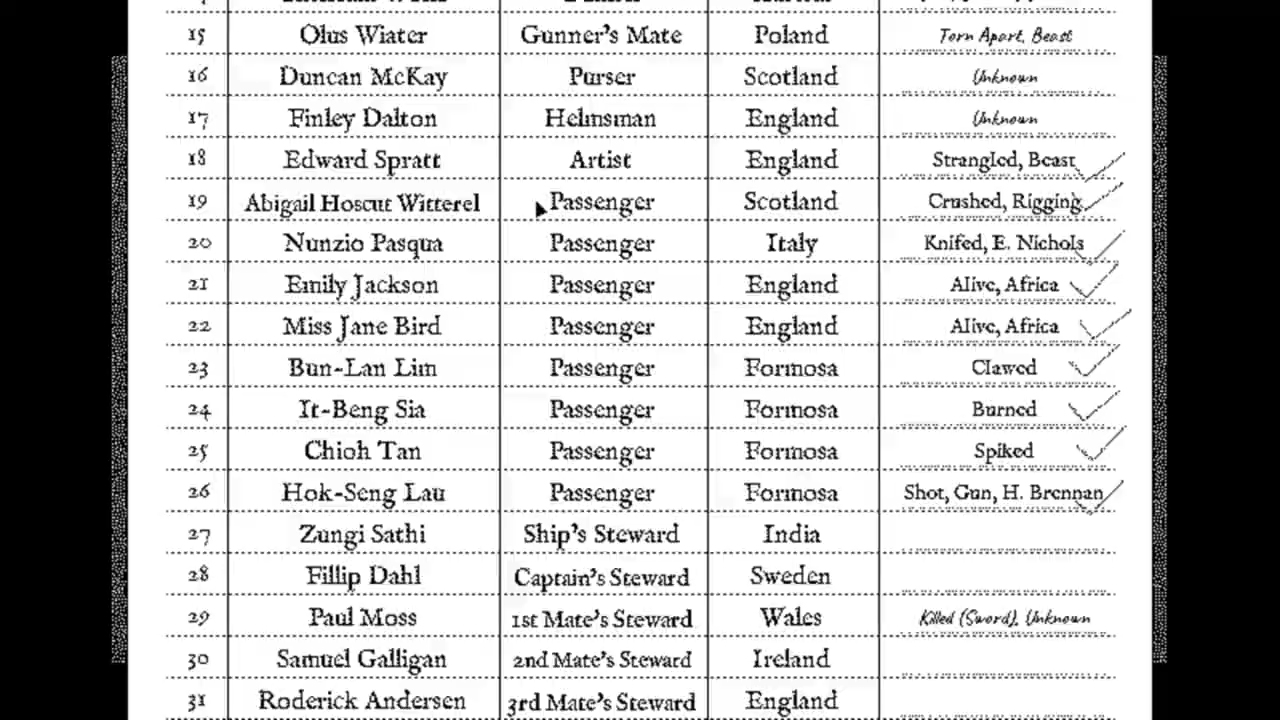 15 Olus Wiater Gunner's Mate Poland Torn Apart, Beast
16 Duncan McKay Purser Scotland Unknown
17 Finley Dalton Helmsman England Unknown
18 Edward Spratt Artist England Strangled, Beast
19 Abigail Hoscut Witterel Passenger Scotland Crushed, Rigging
20 Nunzio Pasqua Passenger Italy Knifed, E. Nichols
21 Emily Jackson Passenger England Alive, Africa
22 Miss Jane Bird Passenger England Alive, Africa
23 Bun-Lan Lim Passenger Formosa Clawed
24 It-Beng Sia Passenger Formosa Burned
25 Chioh Tan Passenger Formosa Spiked
26 Hok-Seng Lau Passenger Formosa Shot, Gun, H. Brennan
27 Zungi Sathi Ship's Steward India
28 Fillip Dahl Captain's Steward Sweden
29 Paul Moss 1st Mate's Steward Wales Killed (Sword), Unknown
30 Samuel Galligan 2nd Mate's Steward Ireland
31 Roderick Andersen 3rd Mate's Steward England